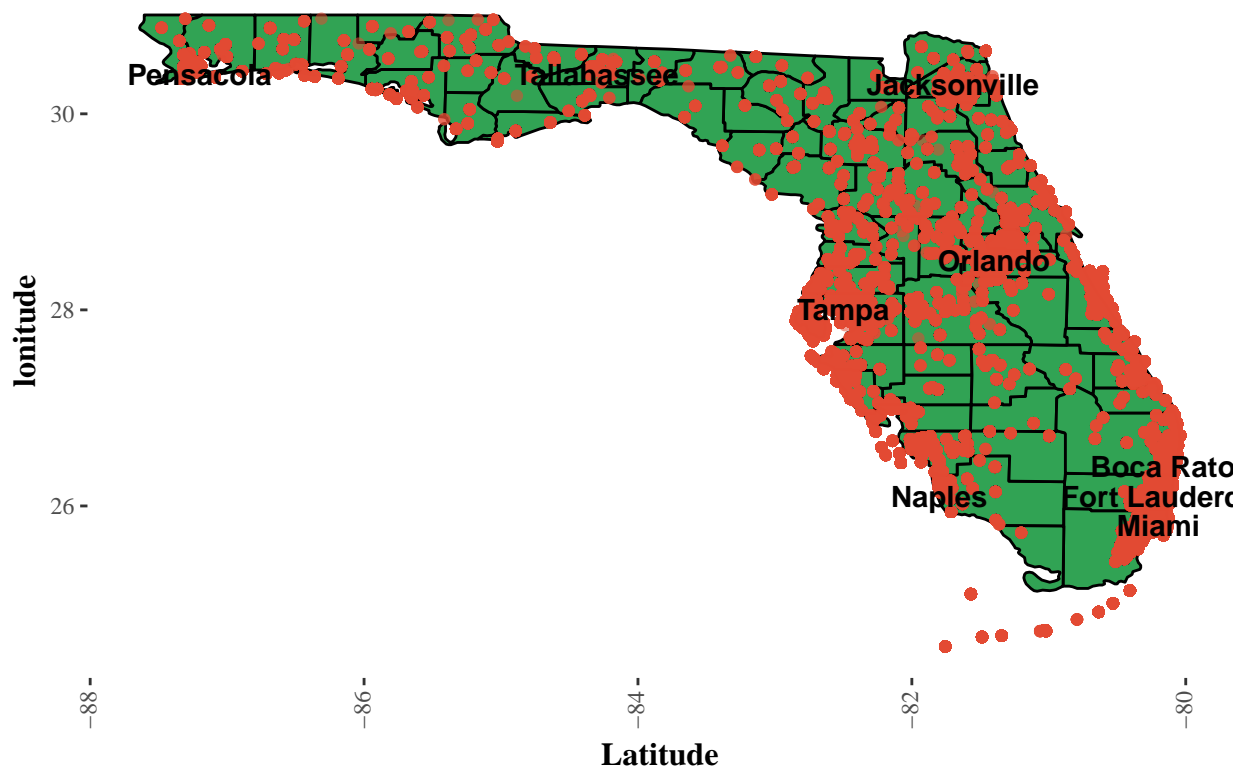 Pensacola
Tallahassee
Jacksonville
30
Orlando
28
Tampa
lonitude
Boca Rato
Naples
Fort Lauderd
26
Miami
−88
−86
−84
−82
−80
Latitude